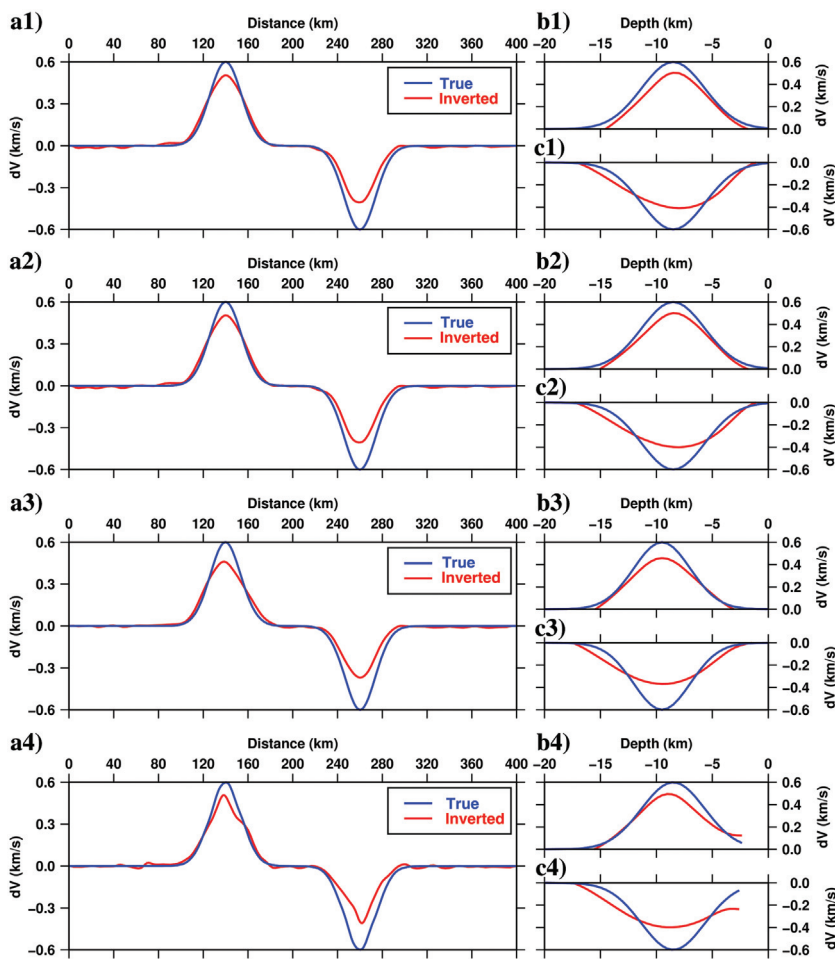 a1)
Distance (km)
0 40 80 120 160 200 240 280 320 360 400
0.6
0.3
0.0
−0.3
−0.6
dV (km/s)
True
Inverted
b1)
Depth (km)
−20 −15 −10 −5 0
0.6
0.4
0.2
0.0
dV (km/s)
c1)
0.0
−0.2
−0.4
−0.6
dV (km/s)
a2)
Distance (km)
0 40 80 120 160 200 240 280 320 360 400
0.6
0.3
0.0
−0.3
−0.6
dV (km/s)
True
Inverted
b2)
Depth (km)
−20 −15 −10 −5 0
0.6
0.4
0.2
0.0
dV (km/s)
c2)
0.0
−0.2
−0.4
−0.6
dV (km/s)
a3)
Distance (km)
0 40 80 120 160 200 240 280 320 360 400
0.6
0.3
0.0
−0.3
−0.6
dV (km/s)
True
Inverted
b3)
Depth (km)
−20 −15 −10 −5 0
0.6
0.4
0.2
0.0
dV (km/s)
c3)
0.0
−0.2
−0.4
−0.6
dV (km/s)
a4)
Distance (km)
0 40 80 120 160 200 240 280 320 360 400
0.6
0.3
0.0
−0.3
−0.6
dV (km/s)
True
Inverted
b4)
Depth (km)
−20 −15 −10 −5 0
0.6
0.4
0.2
0.0
dV (km/s)
c4)
0.0
−0.2
−0.4
−0.6
dV (km/s)